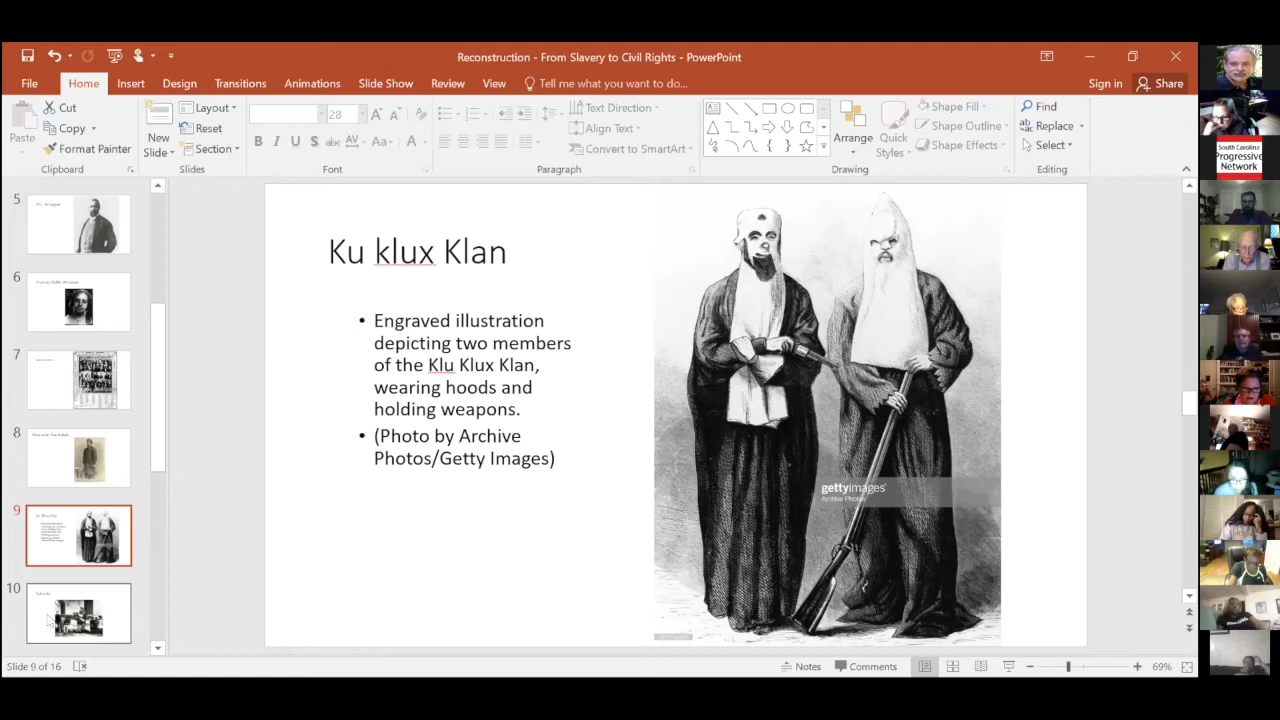 Reconstruction - From Slavery to Civil Rights - PowerPoint
File Home Insert Design Transitions Animations Slide Show Review View Tell me what you want to do... Sign in Share
Paste
Cut
Copy
Format Painter
Clipboard
New
Slide
Layout
Reset
Section
Slides
28
B I U S abc AV Aa A
Font
Text Direction
Align Text
Convert to SmartArt
Paragraph
Arrange
Quick
Styles
Shape Fill
Shape Outline
Shape Effects
Drawing
Find
Replace
Select
Editing
5
6
7
8
9
10
Ku klux Klan
• Engraved illustration
depicting two members
of the Klu Klux Klan,
wearing hoods and
holding weapons.
• (Photo by Archive
Photos/Getty Images)
gettyimages®
Archive Photos
South Carolina
Progressive
Network
Slide 9 of 16
Notes Comments 69%